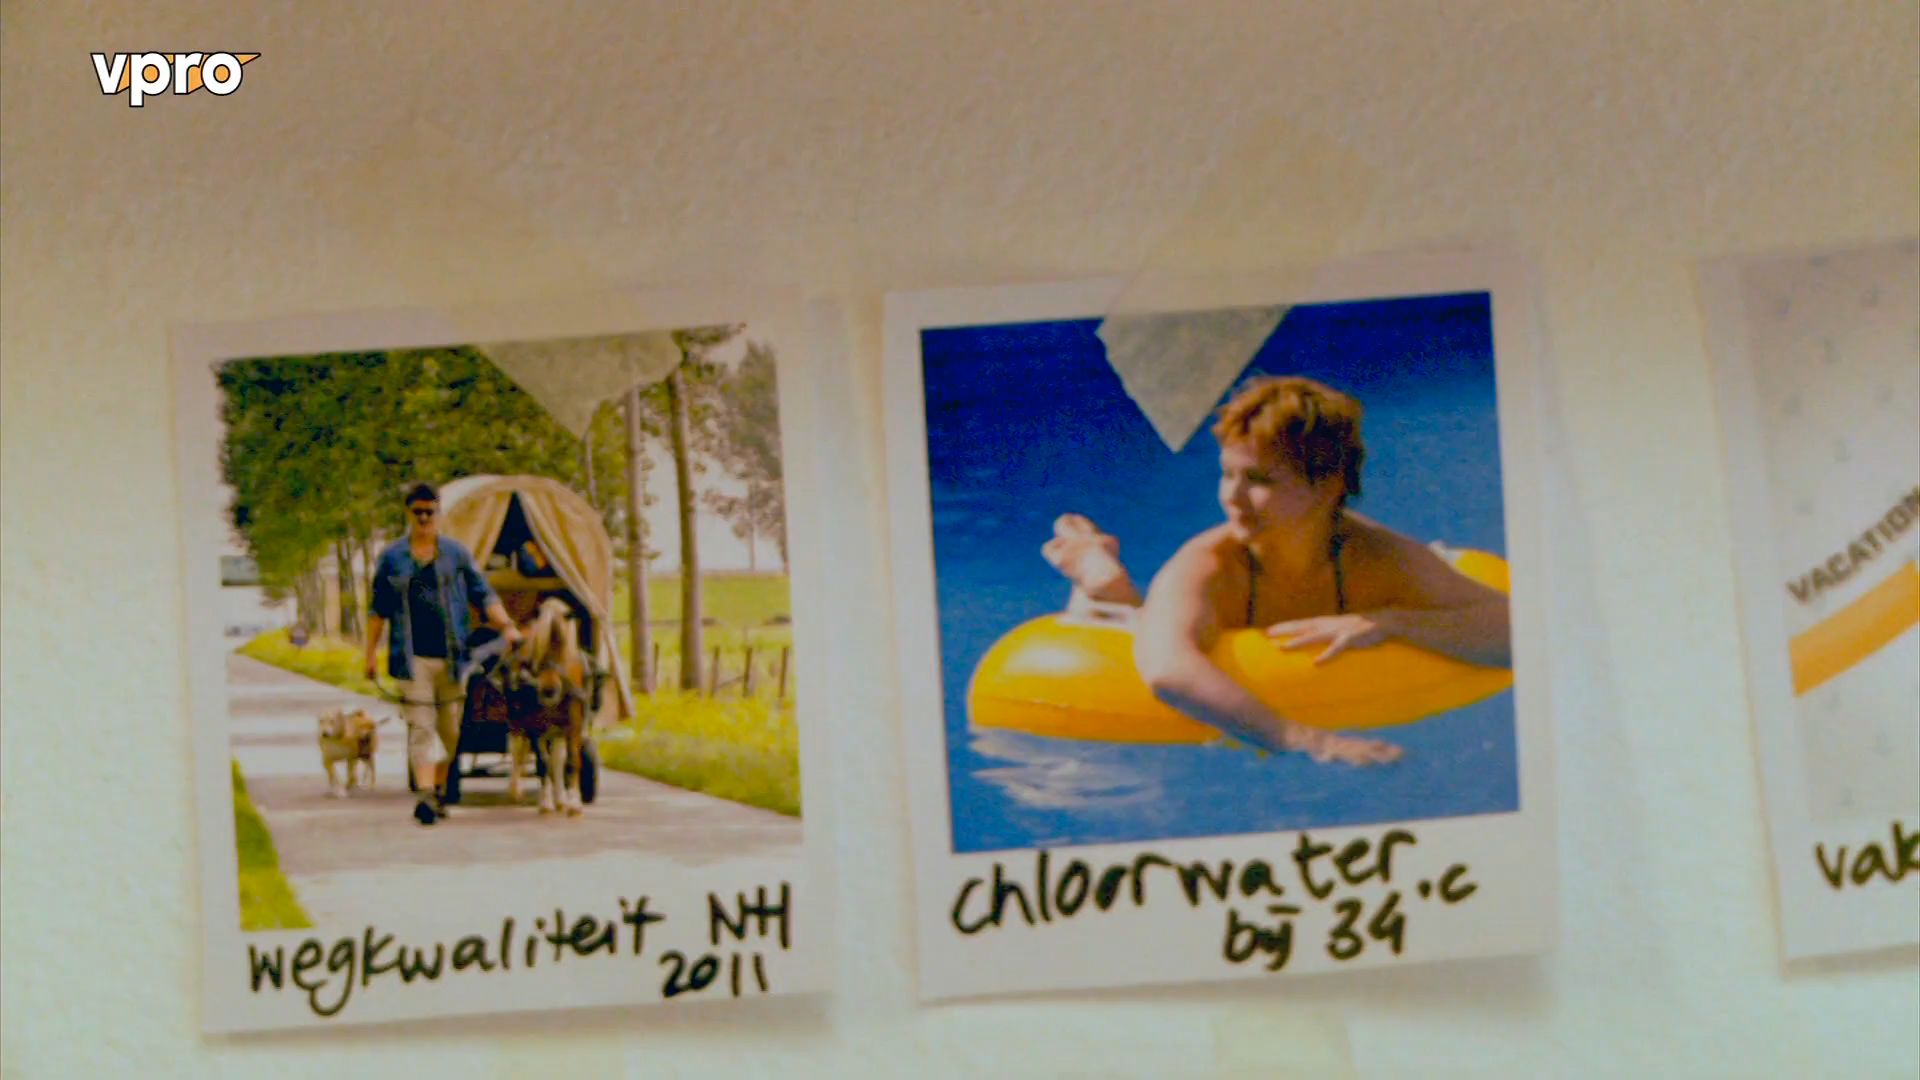 vpro
wegkwaliteit NH
2011
chloorwater
bij 34°C
VACATION
vak